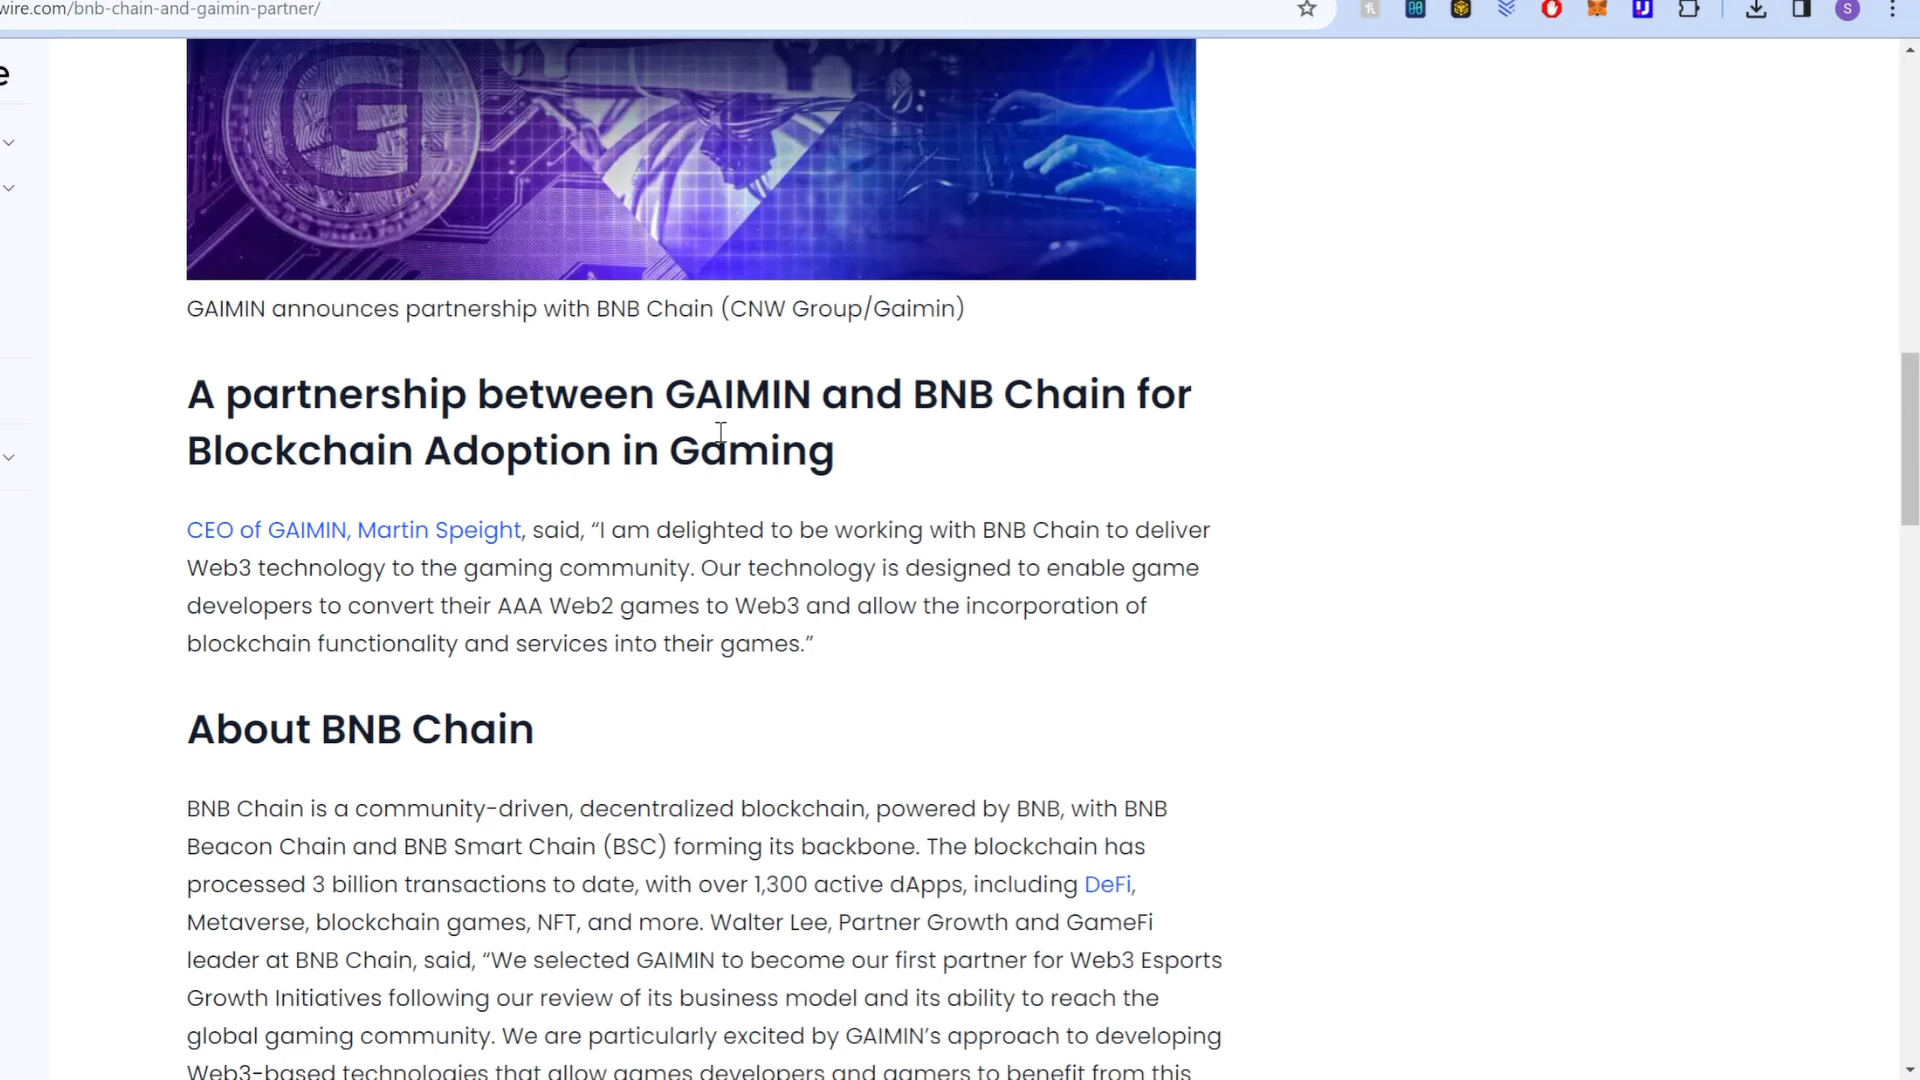 wire.com/bnb-chain-and-gaimin-partner/
S
e
G
GAIMIN announces partnership with BNB Chain (CNW Group/Gaimin)
A partnership between GAIMIN and BNB Chain for
Blockchain Adoption in Gaming
CEO of GAIMIN, Martin Speight, said, “I am delighted to be working with BNB Chain to deliver
Web3 technology to the gaming community. Our technology is designed to enable game
developers to convert their AAA Web2 games to Web3 and allow the incorporation of
blockchain functionality and services into their games.”
About BNB Chain
BNB Chain is a community-driven, decentralized blockchain, powered by BNB, with BNB
Beacon Chain and BNB Smart Chain (BSC) forming its backbone. The blockchain has
processed 3 billion transactions to date, with over 1,300 active dApps, including DeFi,
Metaverse, blockchain games, NFT, and more. Walter Lee, Partner Growth and GameFi
leader at BNB Chain, said, “We selected GAIMIN to become our first partner for Web3 Esports
Growth Initiatives following our review of its business model and its ability to reach the
global gaming community. We are particularly excited by GAIMIN’s approach to developing
Web3-based technologies that allow games developers and gamers to benefit from this